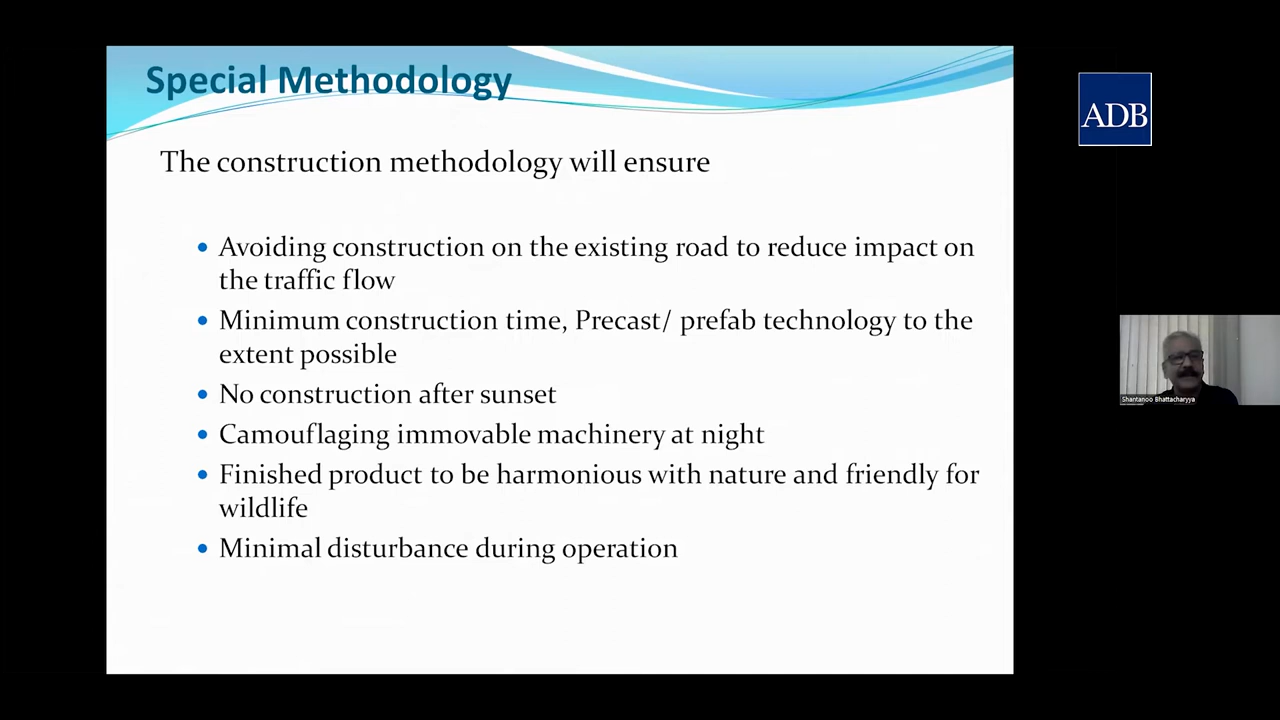 Special Methodology
The construction methodology will ensure
Avoiding construction on the existing road to reduce impact on
the traffic flow
Minimum construction time, Precast/ prefab technology to the
extent possible
No construction after sunset
Camouflaging immovable machinery at night
Finished product to be harmonious with nature and friendly for
wildlife
Minimal disturbance during operation
ADB
Shantanoo Bhattacharyya